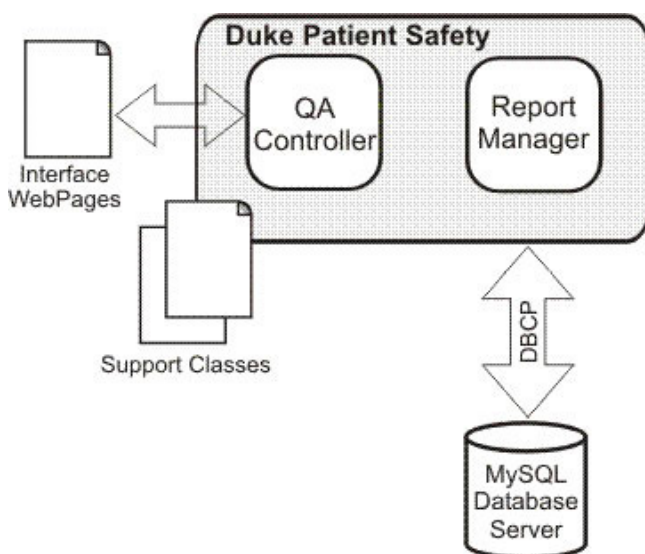 Duke Patient Safety
QA
Controller
Report
Manager
Interface
WebPages
Support Classes
DBCP
MySQL
Database
Server